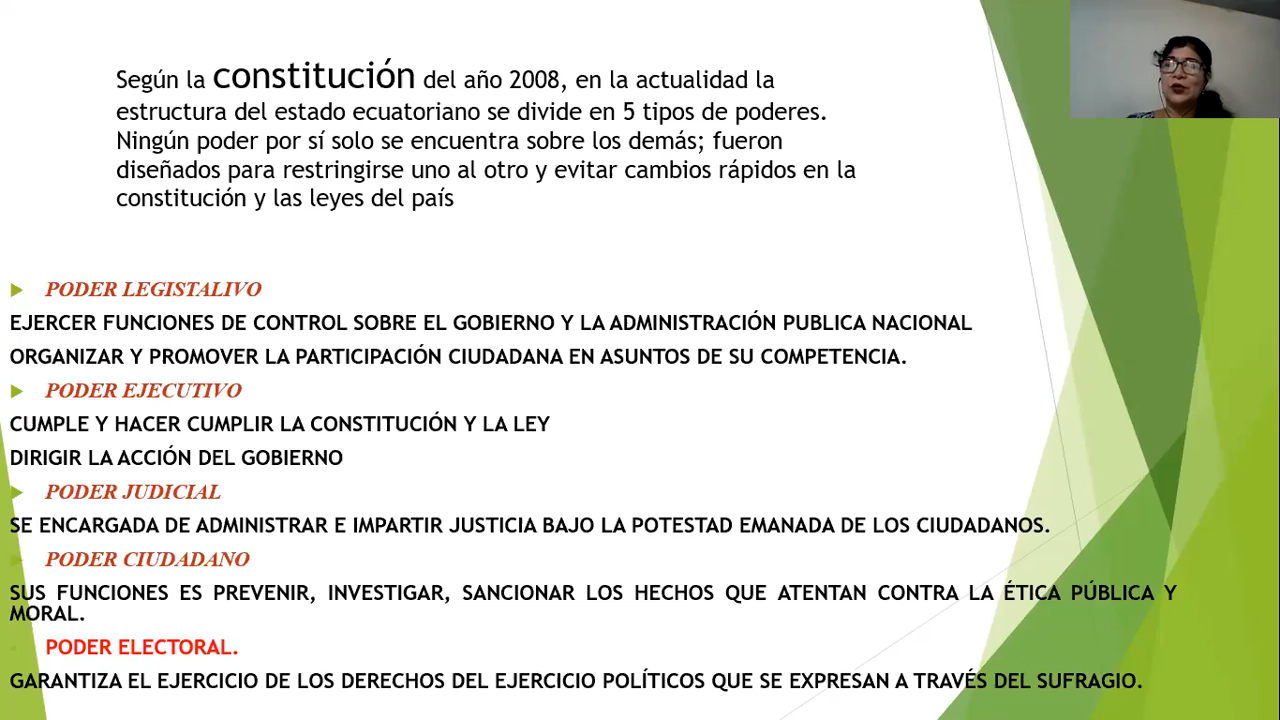 Según la constitución del año 2008, en la actualidad la
estructura del estado ecuatoriano se divide en 5 tipos de poderes.
Ningún poder por sí solo se encuentra sobre los demás; fueron
diseñados para restringirse uno al otro y evitar cambios rápidos en la
constitución y las leyes del país
PODER LEGISTALIVO
EJERCER FUNCIONES DE CONTROL SOBRE EL GOBIERNO Y LA ADMINISTRACIÓN PUBLICA NACIONAL
ORGANIZAR Y PROMOVER LA PARTICIPACIÓN CIUDADANA EN ASUNTOS DE SU COMPETENCIA.
PODER EJECUTIVO
CUMPLE Y HACER CUMPLIR LA CONSTITUCIÓN Y LA LEY
DIRIGIR LA ACCIÓN DEL GOBIERNO
PODER JUDICIAL
SE ENCARGADA DE ADMINISTRAR E IMPARTIR JUSTICIA BAJO LA POTESTAD EMANADA DE LOS CIUDADANOS.
PODER CIUDADANO
SUS FUNCIONES ES PREVENIR, INVESTIGAR, SANCIONAR LOS HECHOS QUE ATENTAN CONTRA LA ÉTICA PÚBLICA Y
MORAL.
PODER ELECTORAL.
GARANTIZA EL EJERCICIO DE LOS DERECHOS DEL EJERCICIO POLÍTICOS QUE SE EXPRESAN A TRAVÉS DEL SUFRAGIO.